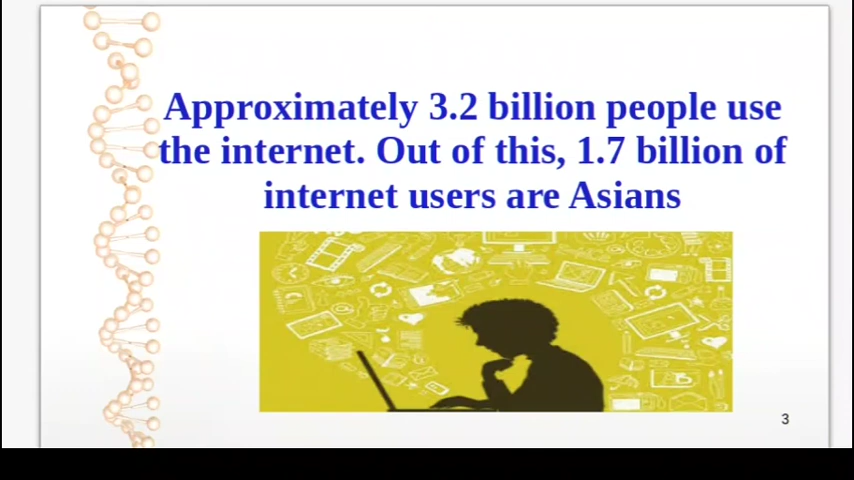 Approximately 3.2 billion people use
the internet. Out of this, 1.7 billion of
internet users are Asians
3